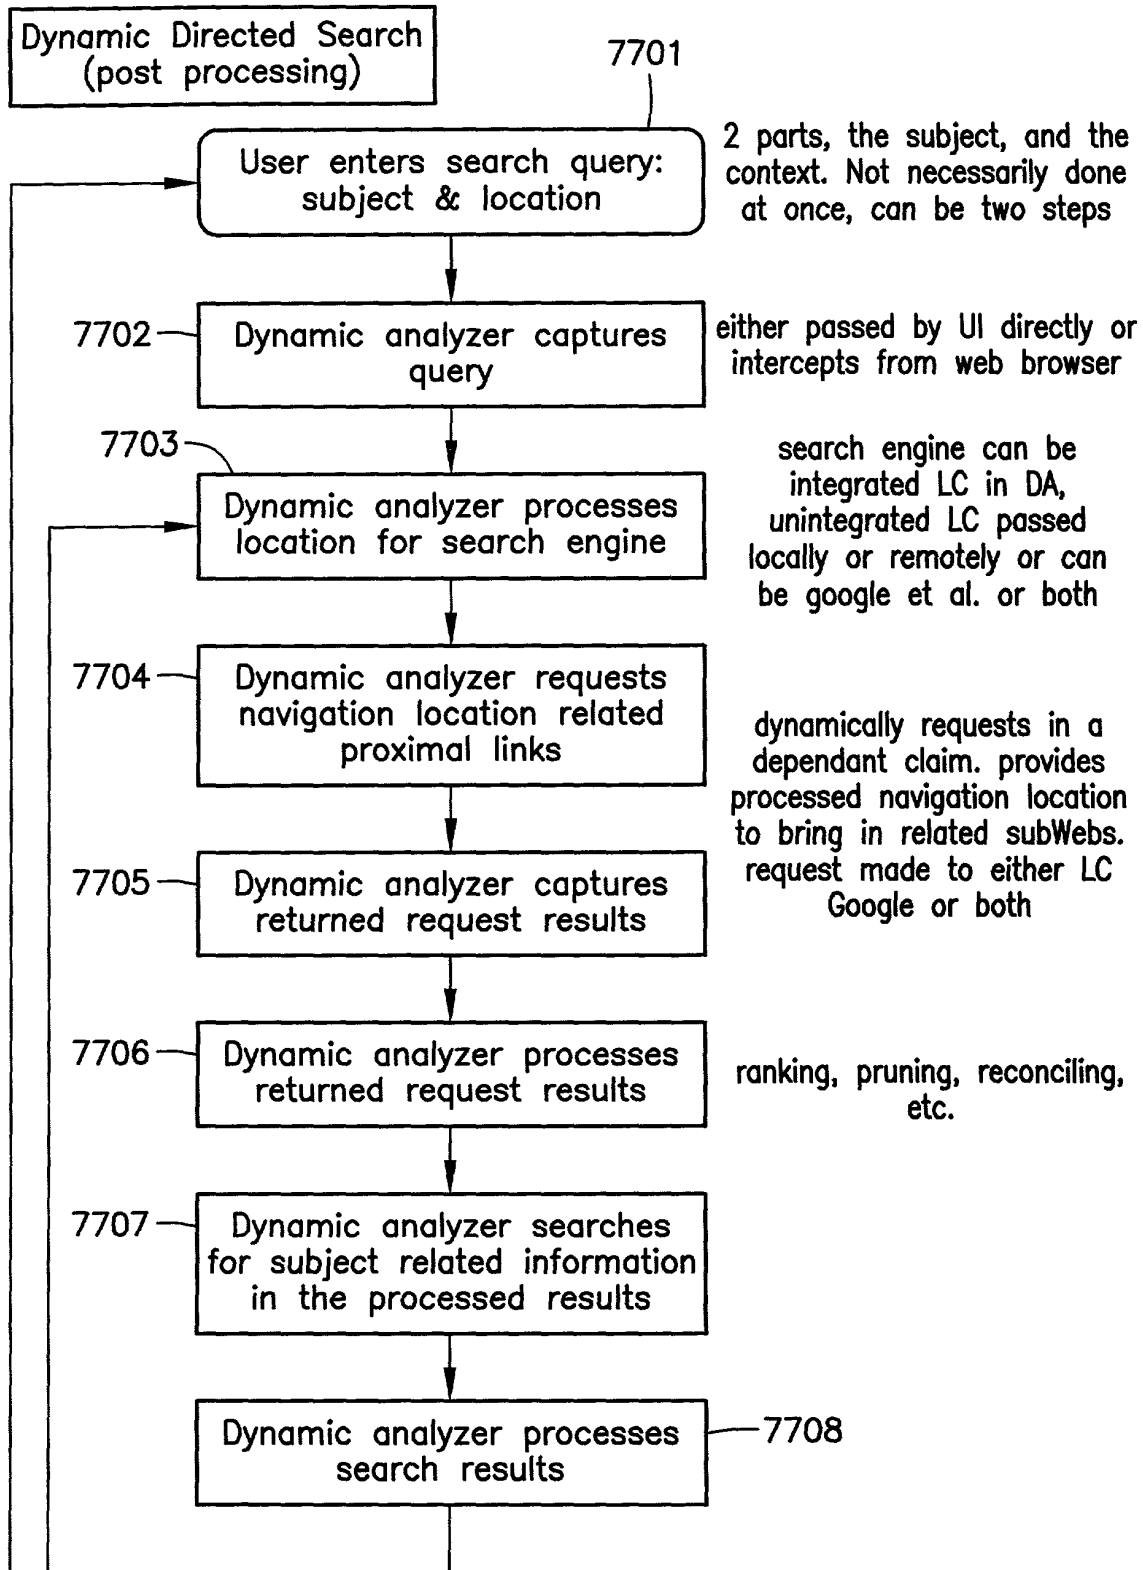 Dynamic Directed Search
(post processing)
7701
User enters search query:
subject & location
2 parts, the subject, and the
context. Not necessarily done
at once, can be two steps
7702
Dynamic analyzer captures
query
either passed by UI directly or
intercepts from web browser
7703
Dynamic analyzer processes
location for search engine
search engine can be
integrated LC in DA,
unintegrated LC passed
locally or remotely or can
be google et al. or both
7704
Dynamic analyzer requests
navigation location related
proximal links
dynamically requests in a
dependant claim. provides
processed navigation location
to bring in related subWebs.
request made to either LC
Google or both
7705
Dynamic analyzer captures
returned request results
7706
Dynamic analyzer processes
returned request results
ranking, pruning, reconciling,
etc.
7707
Dynamic analyzer searches
for subject related information
in the processed results
Dynamic analyzer processes
search results
7708